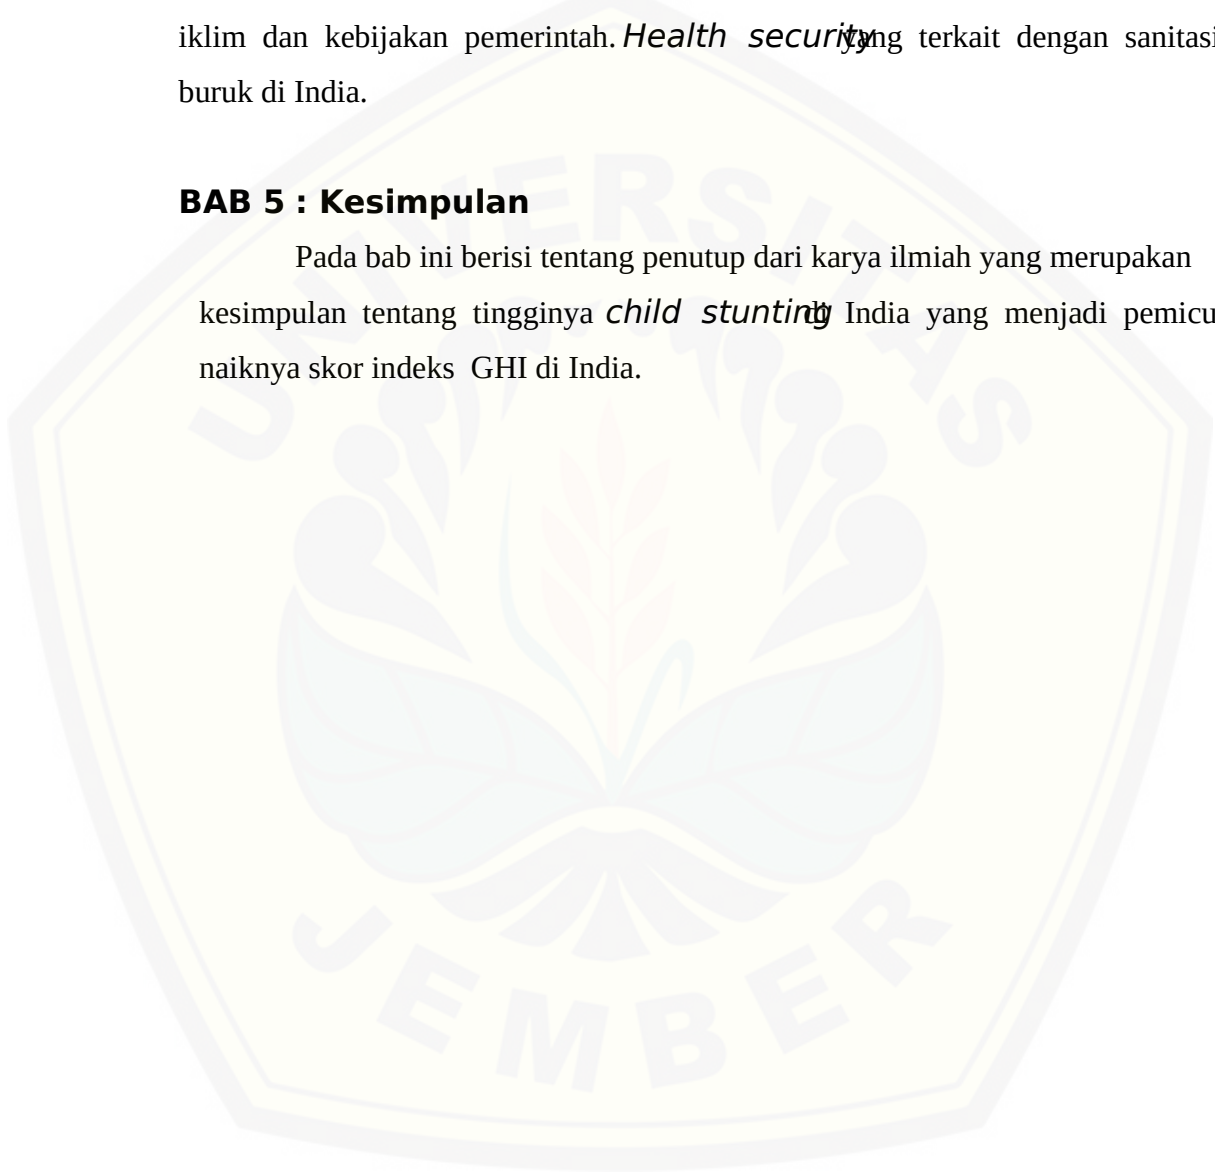 iklim dan kebijakan pemerintah. Health security yang terkait dengan sanitasi
buruk di India.
BAB 5 : Kesimpulan
Pada bab ini berisi tentang penutup dari karya ilmiah yang merupakan
kesimpulan tentang tingginya child stunting di India yang menjadi pemicu
naiknya skor indeks GHI di India.
UNIVERSITAS
JEMBER